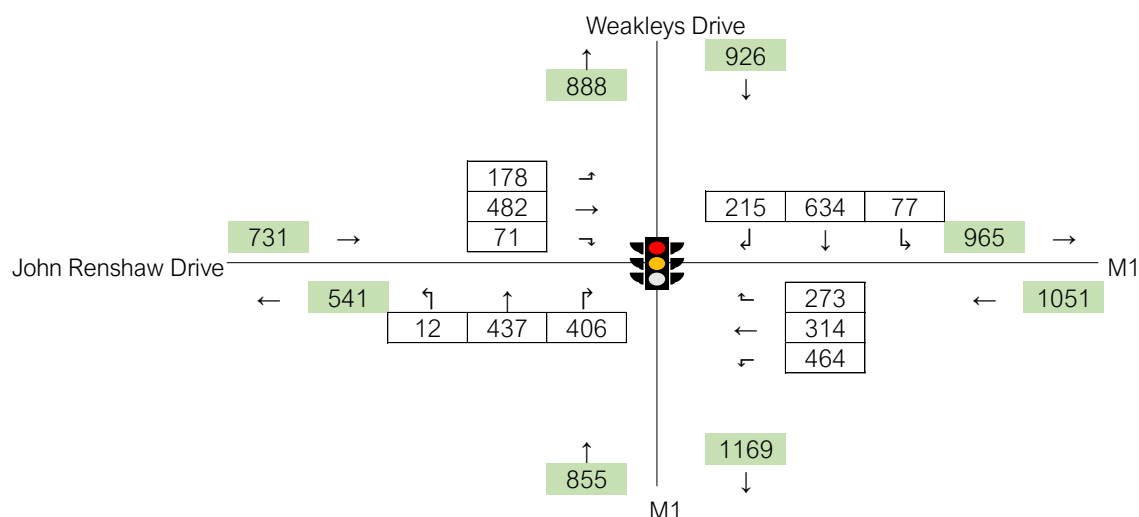 Weakleys Drive
↑ 926
888 ↓
178 ⬏
482 → 215 634 77
731 → 71 ⬎ ↲ ↓ ↳ 965 →
John Renshaw Drive M1
← 541 ↰ ↑ ↱ ⬑ 273 ← 1051
12 437 406 ← 314
⬐ 464
↑ 1169
855 ↓
M1